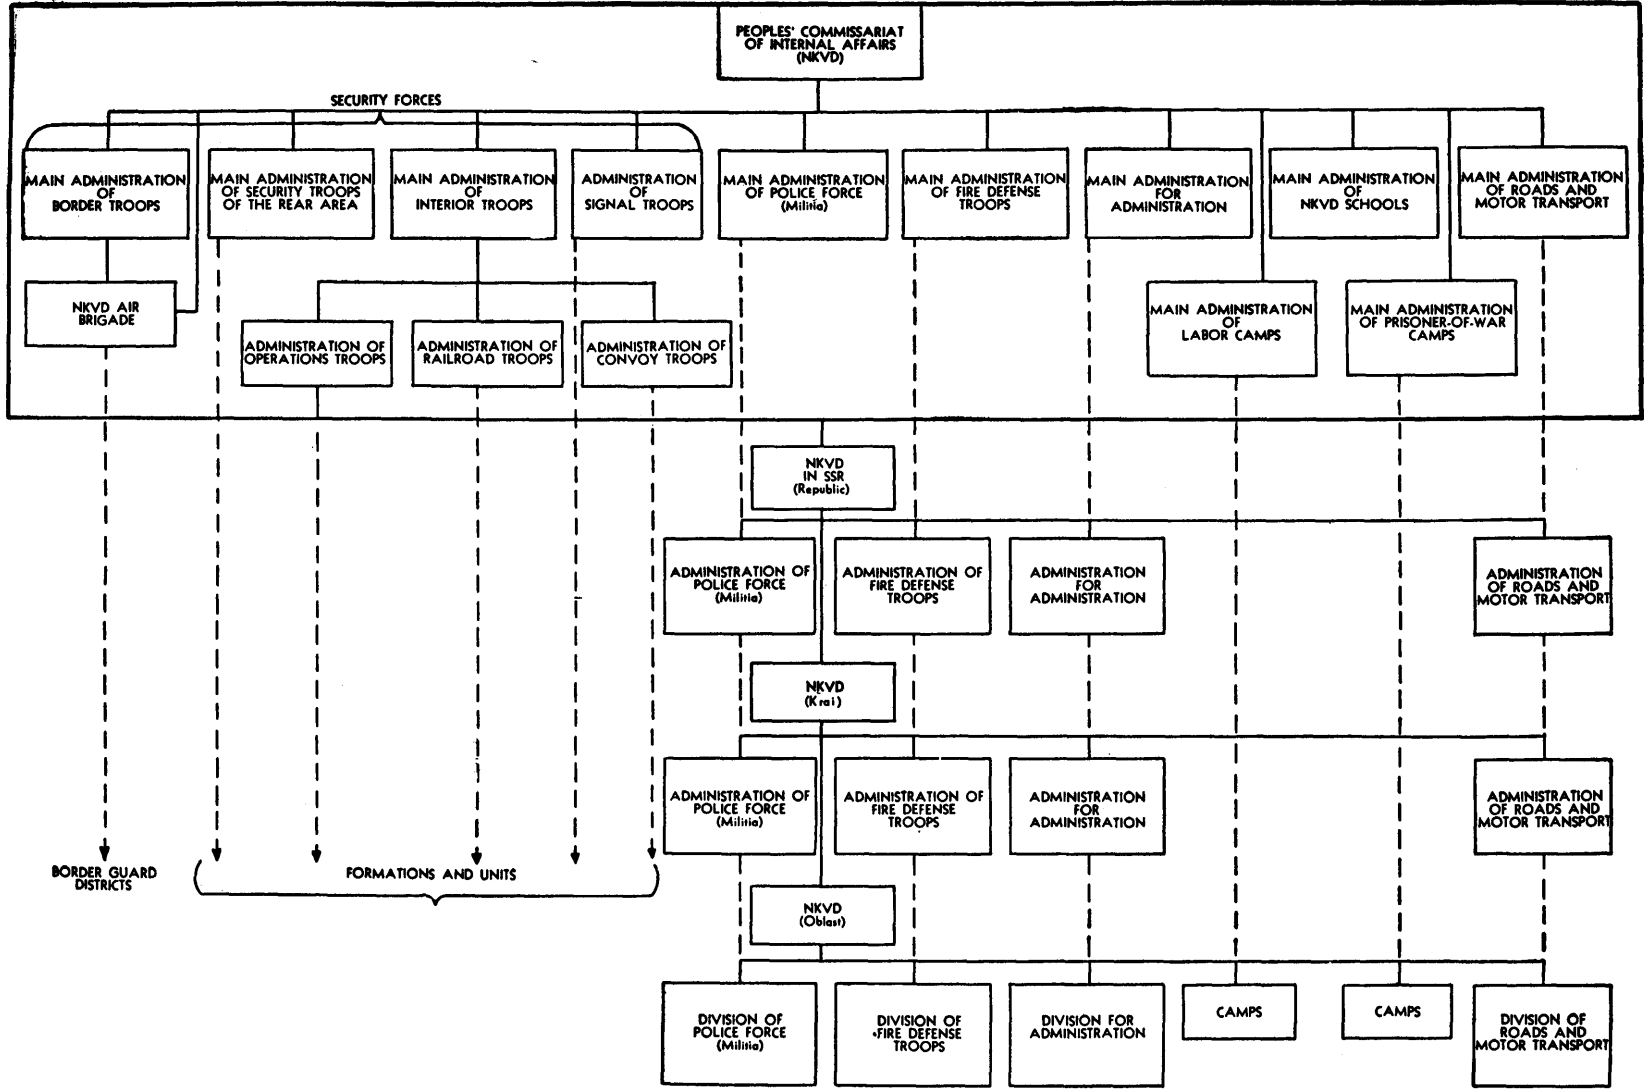 PEOPLES' COMMISSARIAT
OF INTERNAL AFFAIRS
(NKVD)
SECURITY FORCES
MAIN ADMINISTRATION
OF
BORDER TROOPS
MAIN ADMINISTRATION
OF SECURITY TROOPS
OF THE REAR AREA
MAIN ADMINISTRATION
OF
INTERIOR TROOPS
ADMINISTRATION
OF
SIGNAL TROOPS
MAIN ADMINISTRATION
OF POLICE FORCE
(Militia)
MAIN ADMINISTRATION
OF FIRE DEFENSE
TROOPS
MAIN ADMINISTRATION
FOR
ADMINISTRATION
MAIN ADMINISTRATION
OF
NKVD SCHOOLS
MAIN ADMINISTRATION
OF ROADS AND
MOTOR TRANSPORT
NKVD AIR
BRIGADE
ADMINISTRATION OF
OPERATIONS TROOPS
ADMINISTRATION OF
RAILROAD TROOPS
ADMINISTRATION OF
CONVOY TROOPS
MAIN ADMINISTRATION
OF
LABOR CAMPS
MAIN ADMINISTRATION
OF PRISONER-OF-WAR
CAMPS
NKVD
IN SSR
(Republic)
ADMINISTRATION OF
POLICE FORCE
(Militia)
ADMINISTRATION OF
FIRE DEFENSE
TROOPS
ADMINISTRATION
FOR
ADMINISTRATION
ADMINISTRATION
OF ROADS AND
MOTOR TRANSPORT
NKVD
(Krai)
ADMINISTRATION OF
POLICE FORCE
(Militia)
ADMINISTRATION OF
FIRE DEFENSE
TROOPS
ADMINISTRATION
FOR
ADMINISTRATION
ADMINISTRATION
OF ROADS AND
MOTOR TRANSPORT
BORDER GUARD
DISTRICTS
FORMATIONS AND UNITS
NKVD
(Oblast)
DIVISION OF
POLICE FORCE
(Militia)
DIVISION OF
FIRE DEFENSE
TROOPS
DIVISION FOR
ADMINISTRATION
CAMPS
CAMPS
DIVISION OF
ROADS AND
MOTOR TRANSPORT